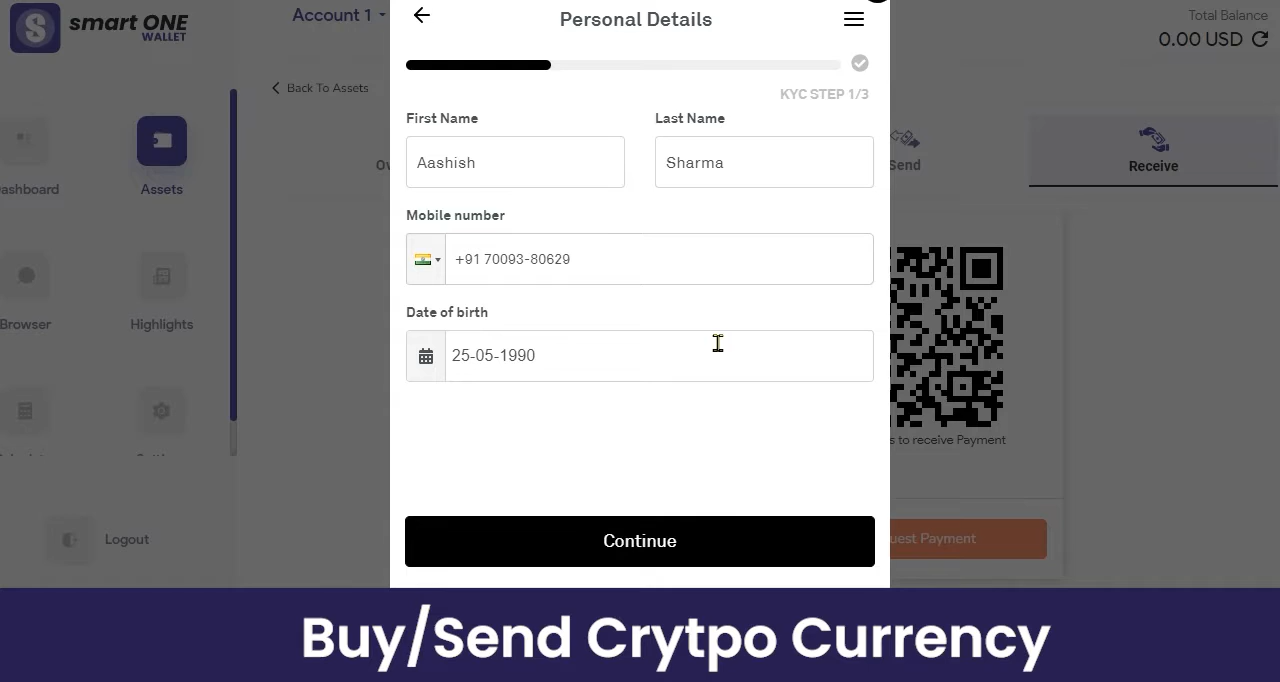 smart ONE
WALLET
Account 1
Personal Details
Total Balance
0.00 USD
Back To Assets
KYC STEP 1/3
First Name
Last Name
Aashish
Sharma
Send
Receive
ashboard
Assets
Mobile number
+91 70093-80629
Date of birth
25-05-1990
Browser
Highlights
s to receive Payment
Logout
Continue
uest Payment
Buy/Send Crytpo Currency